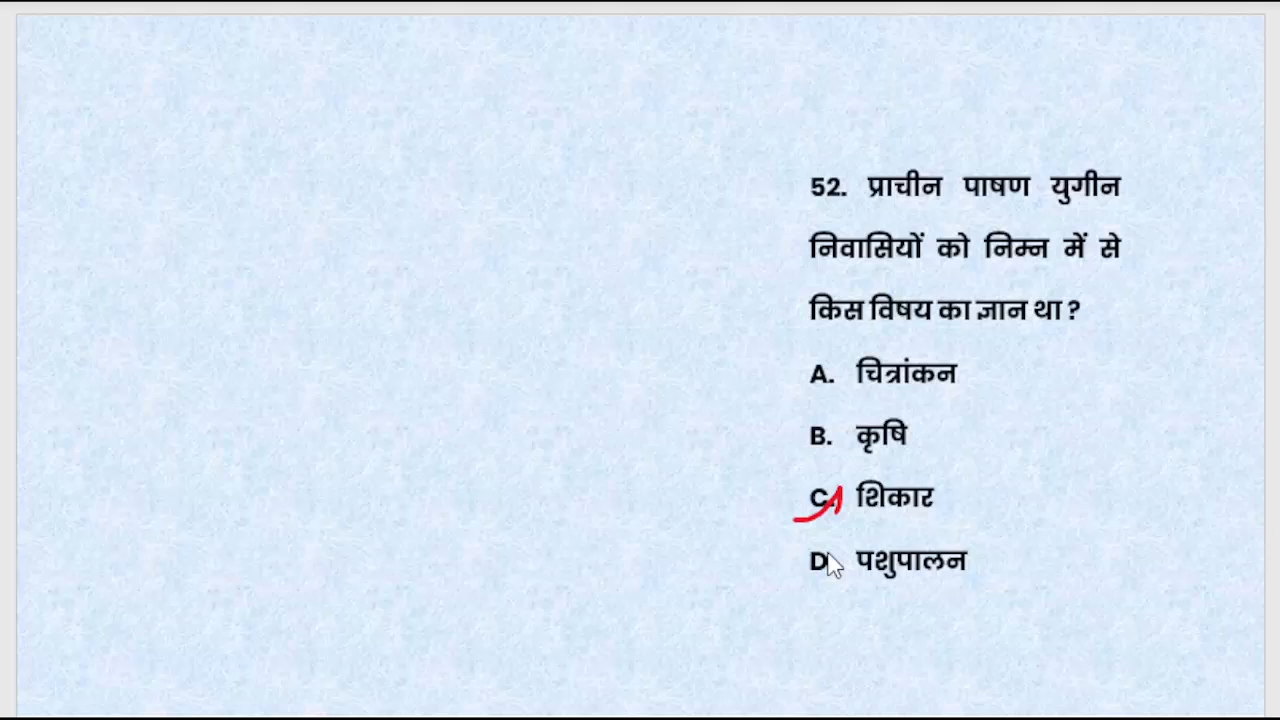 52. प्राचीन पाषण युगीन
निवासियों को निम्न में से
किस विषय का ज्ञान था ?
A. चित्रांकन
B. कृषि
C. शिकार
D. पशुपालन